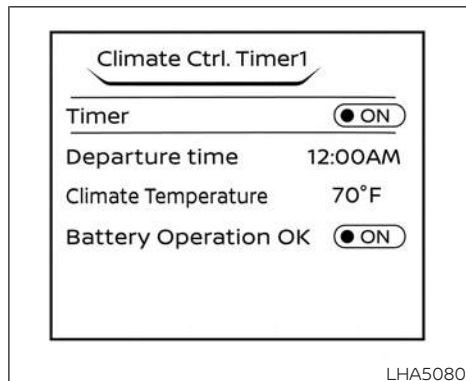 Climate Ctrl. Timer1
Timer ON
Departure time 12:00AM
Climate Temperature 70°F
Battery Operation OK ON
LHA5080